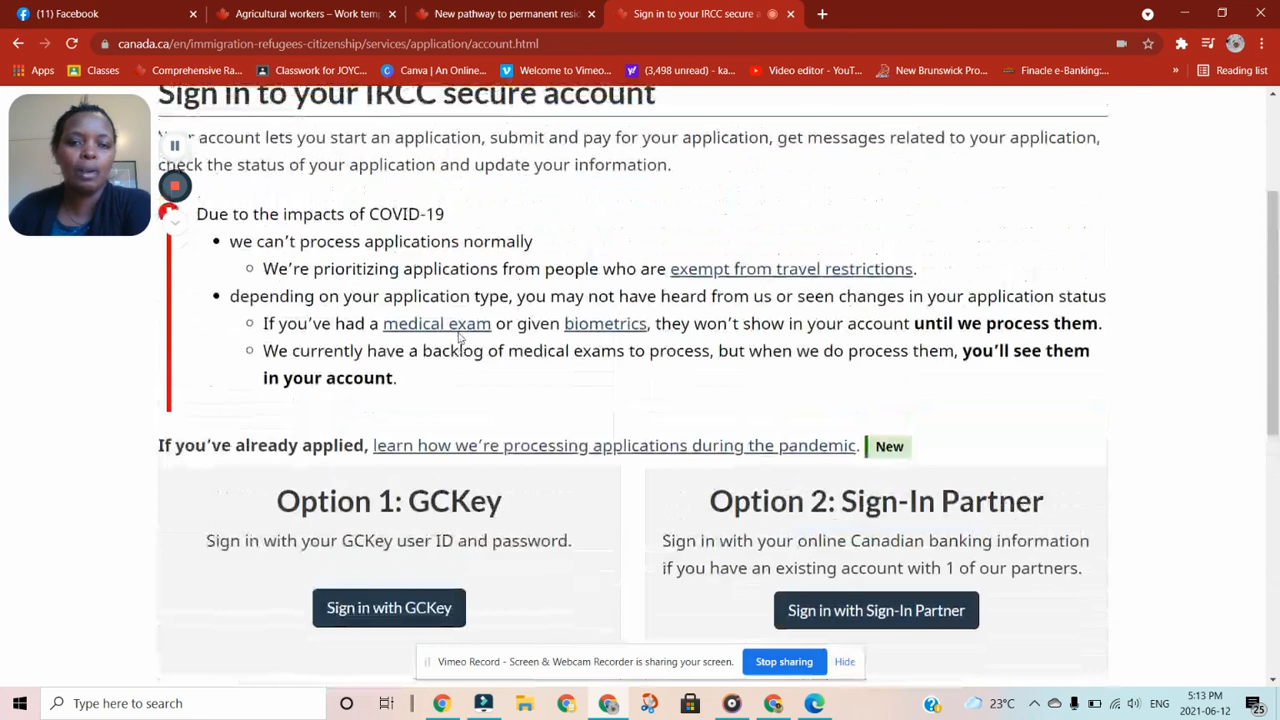 (11) Facebook
Agricultural workers – Work tem
New pathway to permanent resi
Sign in to your IRCC secure a
canada.ca/en/immigration-refugees-citizenship/services/application/account.html
Apps
Classes
Comprehensive Ra...
Classwork for JOYC...
Canva | An Online...
Welcome to Vimeo...
(3,498 unread) - ka...
Video editor - YouT...
New Brunswick Pro...
Finacle e-Banking:...
»
Reading list
Sign in to your IRCC secure account
account lets you start an application, submit and pay for your application, get messages related to your application,
check the status of your application and update your information.
Due to the impacts of COVID-19
• we can't process applications normally
○ We're prioritizing applications from people who are exempt from travel restrictions.
• depending on your application type, you may not have heard from us or seen changes in your application status
○ If you've had a medical exam or given biometrics, they won't show in your account until we process them.
○ We currently have a backlog of medical exams to process, but when we do process them, you'll see them
in your account.
If you've already applied, learn how we're processing applications during the pandemic. New
Option 1: GCKey
Sign in with your GCKey user ID and password.
Sign in with GCKey
Option 2: Sign-In Partner
Sign in with your online Canadian banking information
if you have an existing account with 1 of our partners.
Sign in with Sign-In Partner
Vimeo Record - Screen & Webcam Recorder is sharing your screen.
Stop sharing
Hide
Type here to search
23°C
5:13 PM
2021-06-12
25